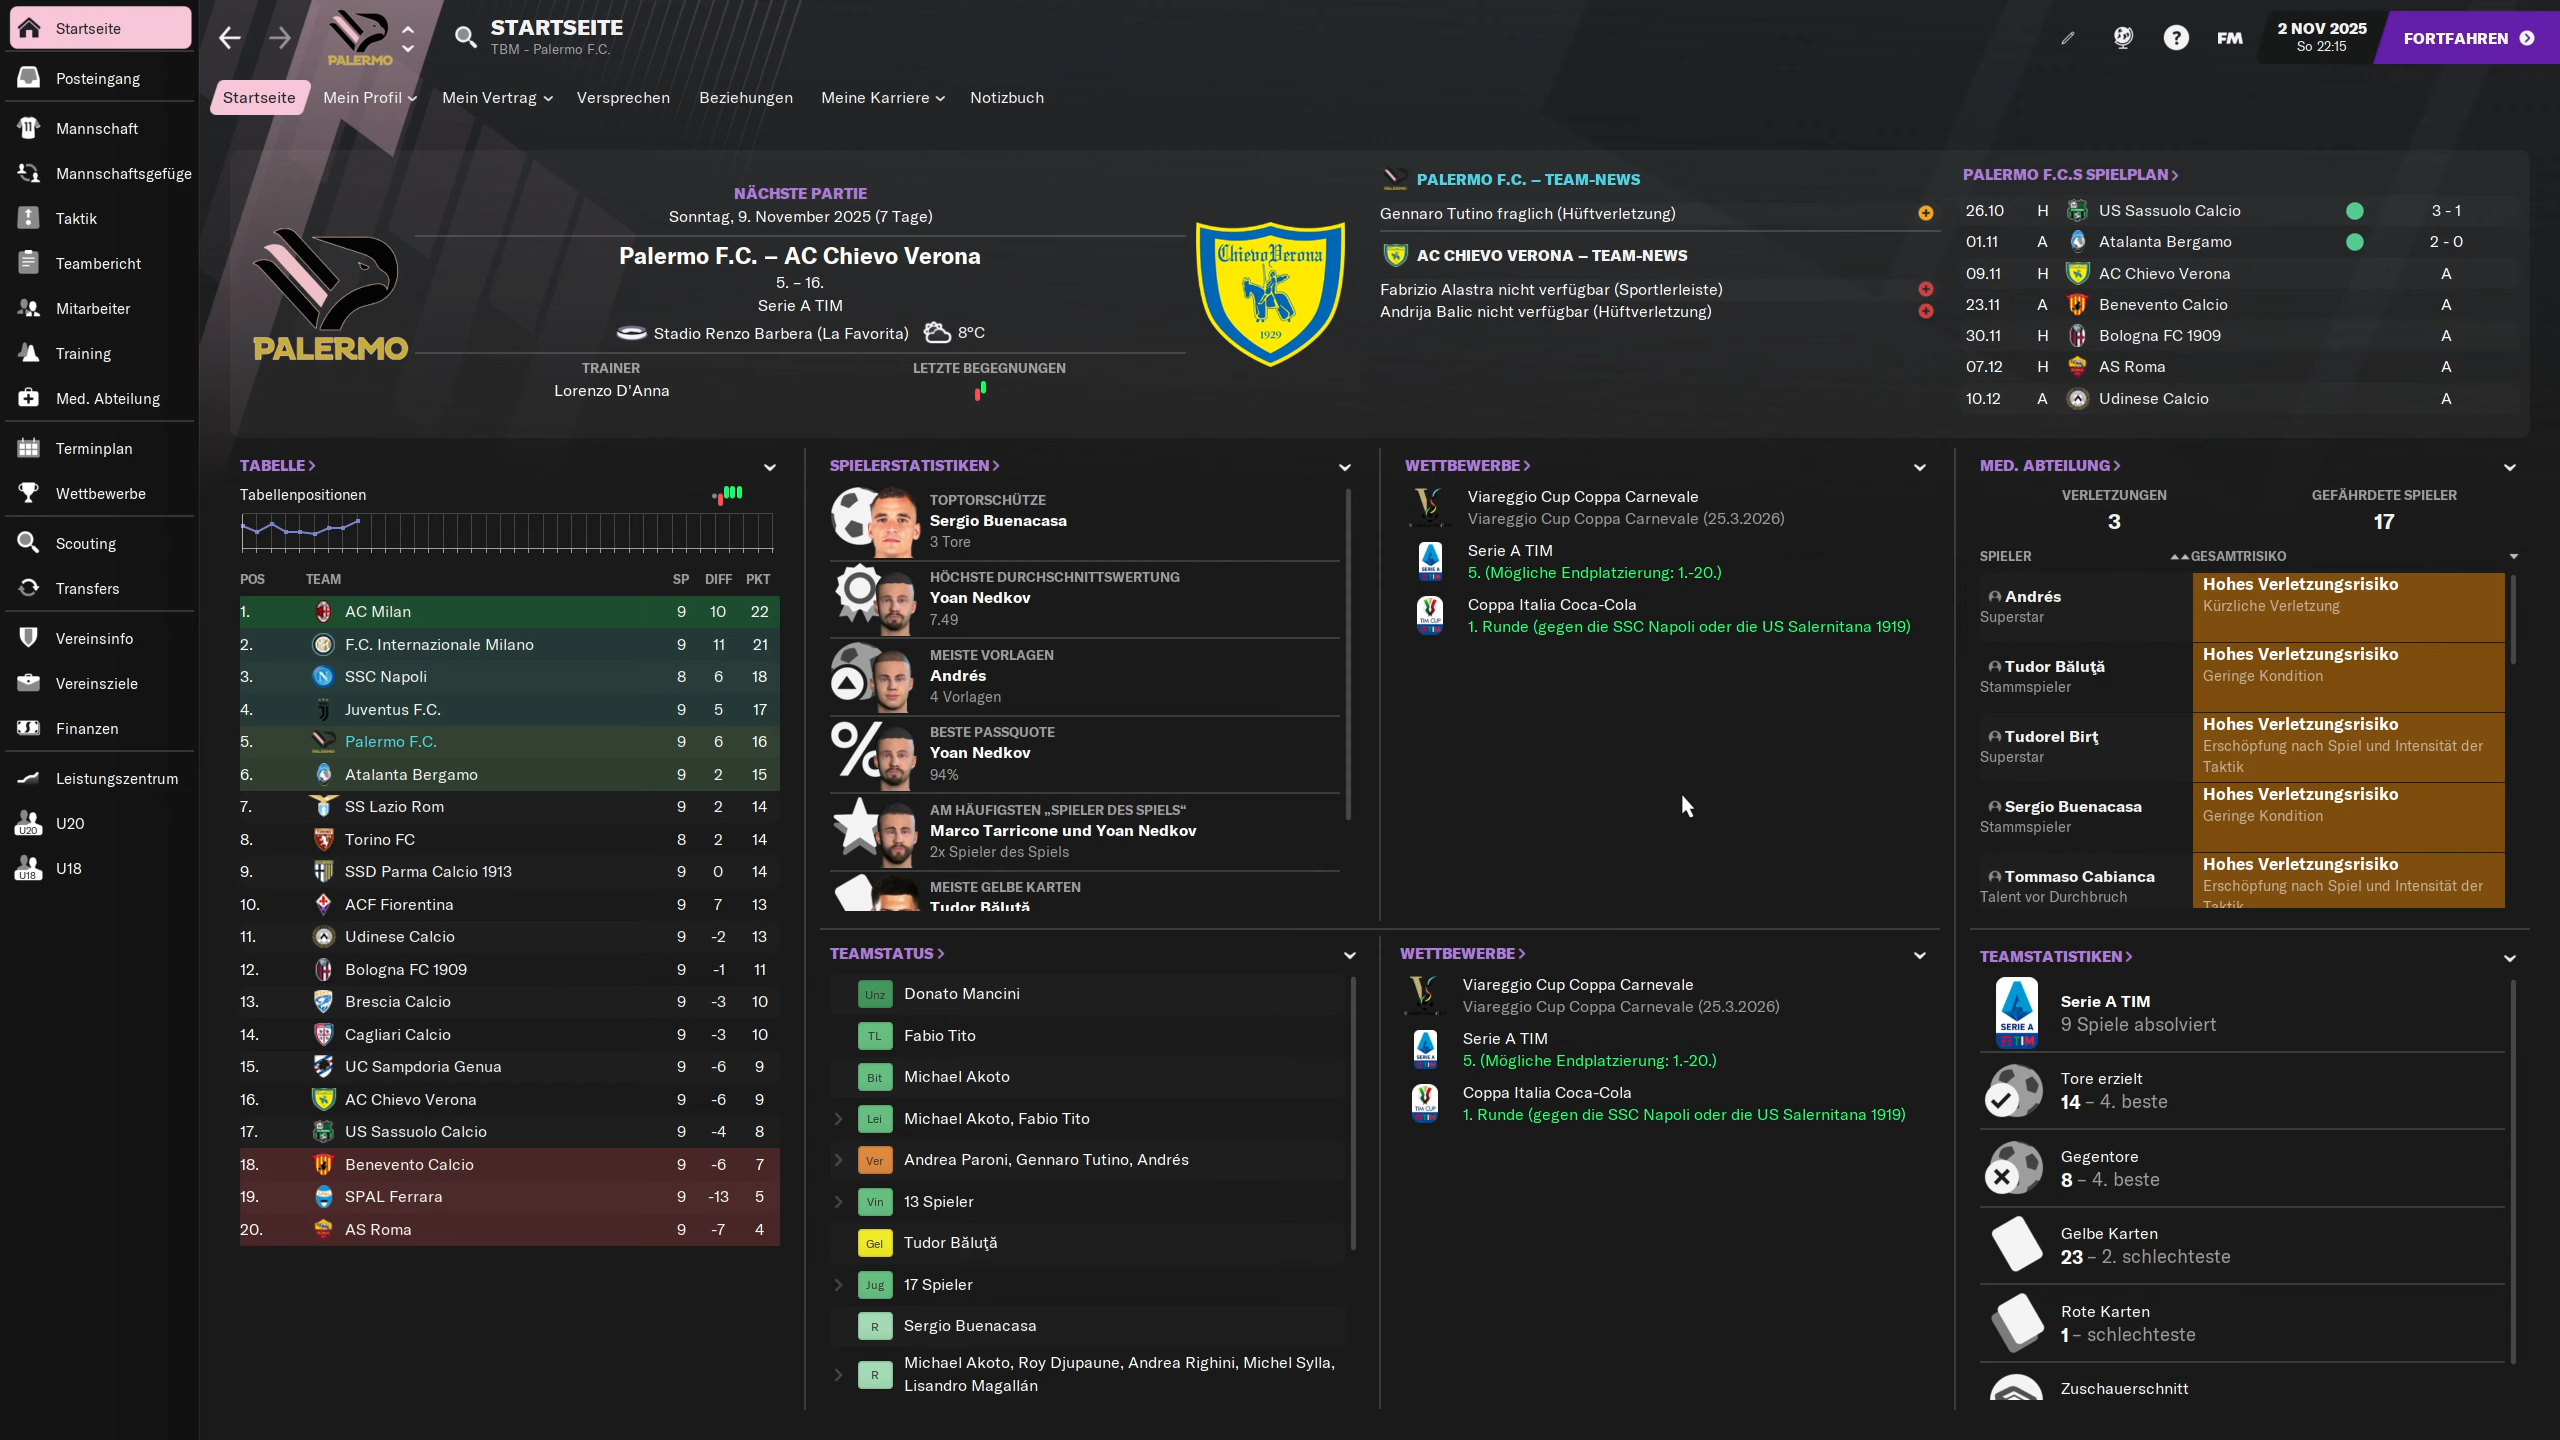 Startseite
Posteingang
Mannschaft
Mannschaftsgefüge
Taktik
Teambericht
Mitarbeiter
Training
Med. Abteilung
Terminplan
Wettbewerbe
Scouting
Transfers
Vereinsinfo
Vereinsziele
Finanzen
Leistungszentrum
U20
U20
U18
U18
PALERMO
STARTSEITE
TBM - Palermo F.C.
FM
2 NOV 2025
So 22:15
FORTFAHREN
Startseite
Mein Profil
Mein Vertrag
Versprechen
Beziehungen
Meine Karriere
Notizbuch
PALERMO
NÄCHSTE PARTIE
Sonntag, 9. November 2025 (7 Tage)
Palermo F.C. – AC Chievo Verona
5. – 16.
Serie A TIM
Stadio Renzo Barbera (La Favorita) 8°C
TRAINER
Lorenzo D'Anna
LETZTE BEGEGNUNGEN
ChievoVerona
1929
PALERMO F.C. – TEAM-NEWS
Gennaro Tutino fraglich (Hüftverletzung)
AC CHIEVO VERONA – TEAM-NEWS
Fabrizio Alastra nicht verfügbar (Sportlerleiste)
Andrija Balic nicht verfügbar (Hüftverletzung)
PALERMO F.C.S SPIELPLAN
26.10 H US Sassuolo Calcio 3 - 1
01.11 A Atalanta Bergamo 2 - 0
09.11 H AC Chievo Verona A
23.11 A Benevento Calcio A
30.11 H Bologna FC 1909 A
07.12 H AS Roma A
10.12 A Udinese Calcio A
TABELLE
Tabellenpositionen
POS TEAM SP DIFF PKT
1. AC Milan 9 10 22
2. F.C. Internazionale Milano 9 11 21
3. SSC Napoli 8 6 18
4. Juventus F.C. 9 5 17
5. Palermo F.C. 9 6 16
6. Atalanta Bergamo 9 2 15
7. SS Lazio Rom 9 2 14
8. Torino FC 8 2 14
9. SSD Parma Calcio 1913 9 0 14
10. ACF Fiorentina 9 7 13
11. Udinese Calcio 9 -2 13
12. Bologna FC 1909 9 -1 11
13. Brescia Calcio 9 -3 10
14. Cagliari Calcio 9 -3 10
15. UC Sampdoria Genua 9 -6 9
16. AC Chievo Verona 9 -6 9
17. US Sassuolo Calcio 9 -4 8
18. Benevento Calcio 9 -6 7
19. SPAL Ferrara 9 -13 5
20. AS Roma 9 -7 4
SPIELERSTATISTIKEN
TOPTORSCHÜTZE
Sergio Buenacasa
3 Tore
HÖCHSTE DURCHSCHNITTSWERTUNG
Yoan Nedkov
7.49
MEISTE VORLAGEN
Andrés
4 Vorlagen
BESTE PASSQUOTE
Yoan Nedkov
94%
AM HÄUFIGSTEN „SPIELER DES SPIELS“
Marco Tarricone und Yoan Nedkov
2x Spieler des Spiels
MEISTE GELBE KARTEN
Tudor Băluţă
WETTBEWERBE
Viareggio Cup Coppa Carnevale
Viareggio Cup Coppa Carnevale (25.3.2026)
Serie A TIM
5. (Mögliche Endplatzierung: 1.-20.)
Coppa Italia Coca-Cola
1. Runde (gegen die SSC Napoli oder die US Salernitana 1919)
MED. ABTEILUNG
VERLETZUNGEN
3
GEFÄHRDETE SPIELER
17
SPIELER GESAMTRISIKO
Andrés
Superstar
Hohes Verletzungsrisiko
Kürzliche Verletzung
Tudor Băluţă
Stammspieler
Hohes Verletzungsrisiko
Geringe Kondition
Tudorel Birţ
Superstar
Hohes Verletzungsrisiko
Erschöpfung nach Spiel und Intensität der
Taktik
Sergio Buenacasa
Stammspieler
Hohes Verletzungsrisiko
Geringe Kondition
Tommaso Cabianca
Talent vor Durchbruch
Hohes Verletzungsrisiko
Erschöpfung nach Spiel und Intensität der
Taktik
TEAMSTATUS
Unz Donato Mancini
TL Fabio Tito
Bit Michael Akoto
Lei Michael Akoto, Fabio Tito
Ver Andrea Paroni, Gennaro Tutino, Andrés
Vin 13 Spieler
Gel Tudor Băluţă
Jug 17 Spieler
R Sergio Buenacasa
R Michael Akoto, Roy Djupaune, Andrea Righini, Michel Sylla,
Lisandro Magallán
WETTBEWERBE
Viareggio Cup Coppa Carnevale
Viareggio Cup Coppa Carnevale (25.3.2026)
Serie A TIM
5. (Mögliche Endplatzierung: 1.-20.)
Coppa Italia Coca-Cola
1. Runde (gegen die SSC Napoli oder die US Salernitana 1919)
TEAMSTATISTIKEN
SERIE A
TIM
Serie A TIM
9 Spiele absolviert
Tore erzielt
14 – 4. beste
Gegentore
8 – 4. beste
Gelbe Karten
23 – 2. schlechteste
Rote Karten
1 – schlechteste
Zuschauerschnitt